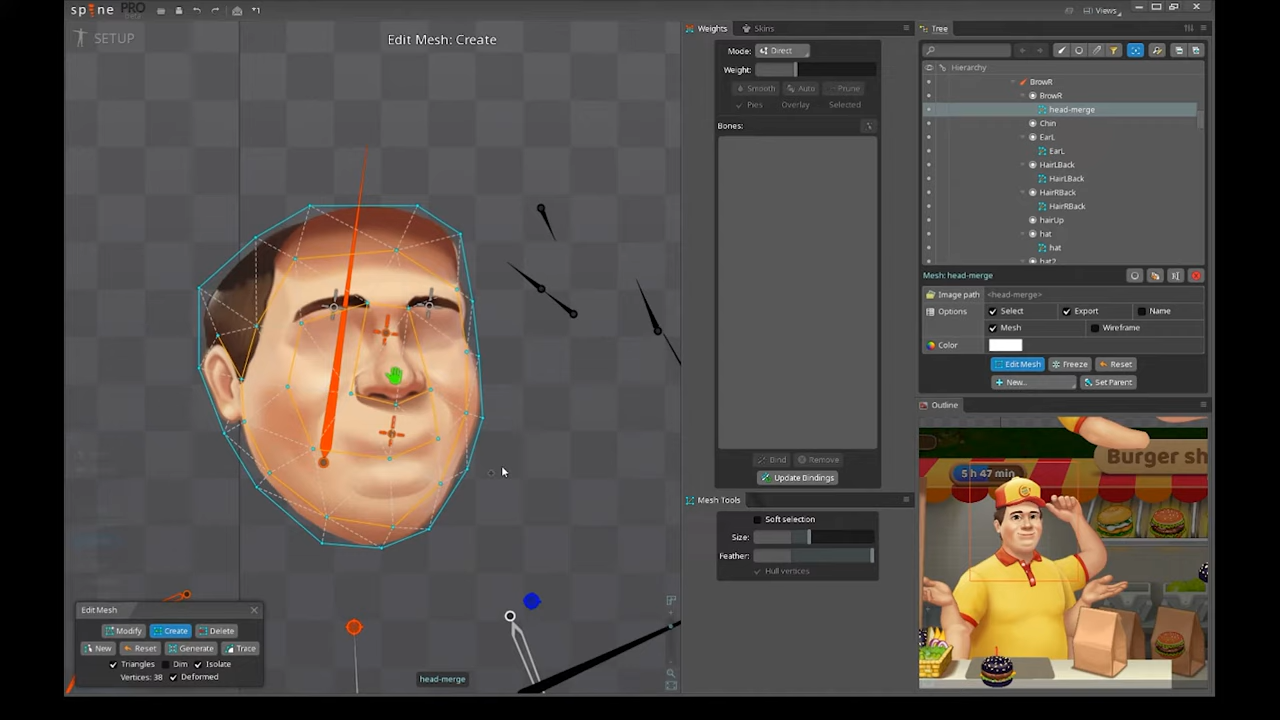 spine PRO
Views
SETUP
Edit Mesh: Create
Weights
Skins
Mode:
Direct
Weight:
Smooth
Auto
Prune
Pies
Overlay
Selected
Bones:
Bind
Remove
Update Bindings
Mesh Tools
Soft selection
Size:
Feather:
Hull vertices
Tree
Hierarchy
BrowR
BrowR
head-merge
Chin
EarL
EarL
HairLBack
HairLBack
HairRBack
HairRBack
hairUp
hat
hat
hat2
Mesh: head-merge
Image path
<head-merge>
Options
Select
Export
Name
Mesh
Wireframe
Color
Edit Mesh
Freeze
Reset
New...
Set Parent
Outline
5 h 47 min
Burger sh
Edit Mesh
Modify
Create
Delete
New
Reset
Generate
Trace
Triangles
Dim
Isolate
Vertices: 38
Deformed
head-merge